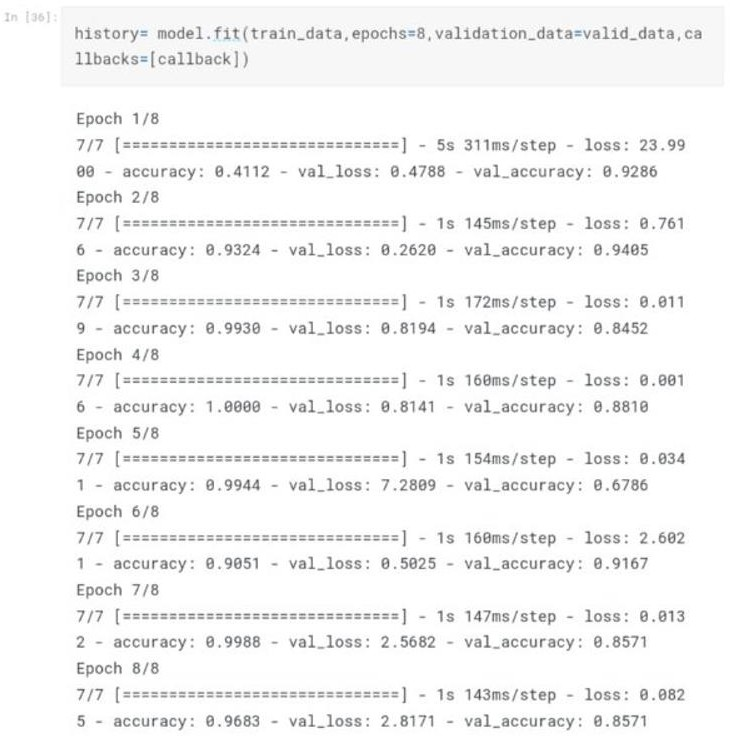 In [36]:
history= model.fit(train_data,epochs=8,validation_data=valid_data,ca
llbacks=[callback])
Epoch 1/8
7/7 [==============================] - 5s 311ms/step - loss: 23.99
00 - accuracy: 0.4112 - val_loss: 0.4788 - val_accuracy: 0.9286
Epoch 2/8
7/7 [==============================] - 1s 145ms/step - loss: 0.761
6 - accuracy: 0.9324 - val_loss: 0.2620 - val_accuracy: 0.9405
Epoch 3/8
7/7 [==============================] - 1s 172ms/step - loss: 0.011
9 - accuracy: 0.9930 - val_loss: 0.8194 - val_accuracy: 0.8452
Epoch 4/8
7/7 [==============================] - 1s 160ms/step - loss: 0.001
6 - accuracy: 1.0000 - val_loss: 0.8141 - val_accuracy: 0.8810
Epoch 5/8
7/7 [==============================] - 1s 154ms/step - loss: 0.034
1 - accuracy: 0.9944 - val_loss: 7.2809 - val_accuracy: 0.6786
Epoch 6/8
7/7 [==============================] - 1s 160ms/step - loss: 2.602
1 - accuracy: 0.9051 - val_loss: 0.5025 - val_accuracy: 0.9167
Epoch 7/8
7/7 [==============================] - 1s 147ms/step - loss: 0.013
2 - accuracy: 0.9988 - val_loss: 2.5682 - val_accuracy: 0.8571
Epoch 8/8
7/7 [==============================] - 1s 143ms/step - loss: 0.082
5 - accuracy: 0.9683 - val_loss: 2.8171 - val_accuracy: 0.8571